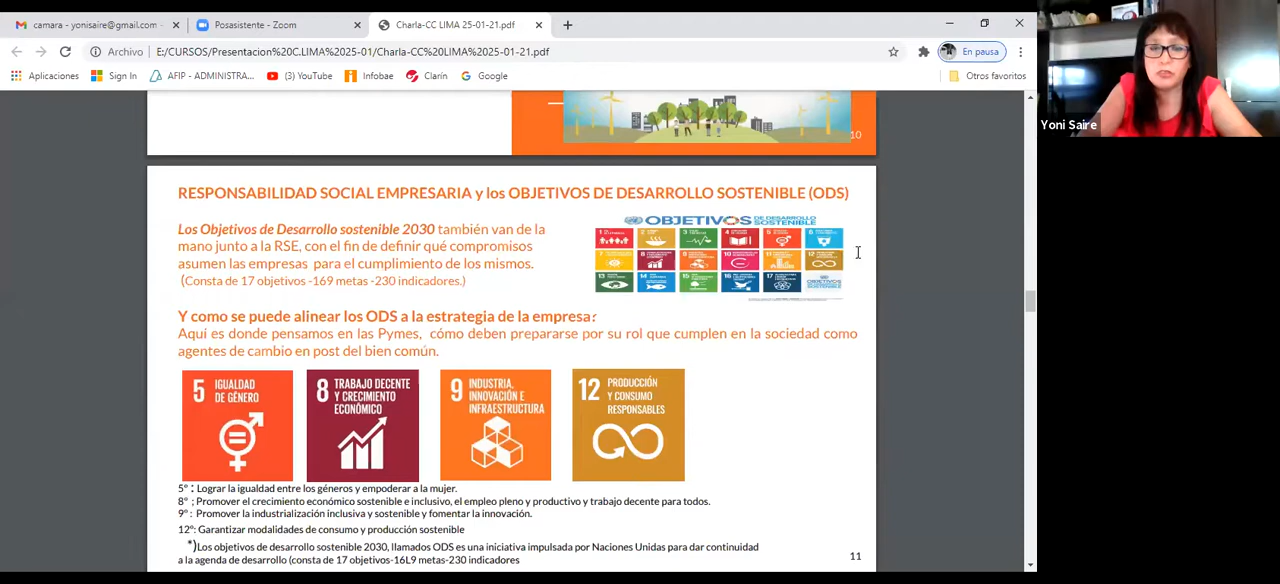 camara - yonisaire@gmail.com -
Posasistente - Zoom
Charla-CC LIMA 25-01-21.pdf
Archivo
E:/CURSOS/Presentacion%20C.LIMA%2025-01/Charla-CC%20LIMA%2025-01-21.pdf
En pausa
Aplicaciones
Sign In
AFIP - ADMINISTRA...
(3) YouTube
Infobae
Clarín
Google
Otros favoritos
Yoni Saire
10
RESPONSABILIDAD SOCIAL EMPRESARIA y los OBJETIVOS DE DESARROLLO SOSTENIBLE (ODS)
Los Objetivos de Desarrollo sostenible 2030 también van de la
mano junto a la RSE, con el fin de definir qué compromisos
asumen las empresas para el cumplimiento de los mismos.
(Consta de 17 objetivos -169 metas -230 indicadores.)
OBJETIVOS DE DESARROLLO
SOSTENIBLE
Y como se puede alinear los ODS a la estrategia de la empresa:
Aquí es donde pensamos en las Pymes, cómo deben prepararse por su rol que cumplen en la sociedad como
agentes de cambio en post del bien común.
5 IGUALDAD
DE GÉNERO
8 TRABAJO DECENTE
Y CRECIMIENTO
ECONÓMICO
9 INDUSTRIA,
INNOVACIÓN E
INFRAESTRUCTURA
12 PRODUCCIÓN
Y CONSUMO
RESPONSABLES
5º : Lograr la igualdad entre los géneros y empoderar a la mujer.
8º ; Promover el crecimiento económico sostenible e inclusivo, el empleo pleno y productivo y trabajo decente para todos.
9º : Promover la industrialización inclusiva y sostenible y fomentar la innovación.
12º: Garantizar modalidades de consumo y producción sostenible
*)Los objetivos de desarrollo sostenible 2030, llamados ODS es una iniciativa impulsada por Naciones Unidas para dar continuidad
a la agenda de desarrollo (consta de 17 objetivos-16L9 metas-230 indicadores
11